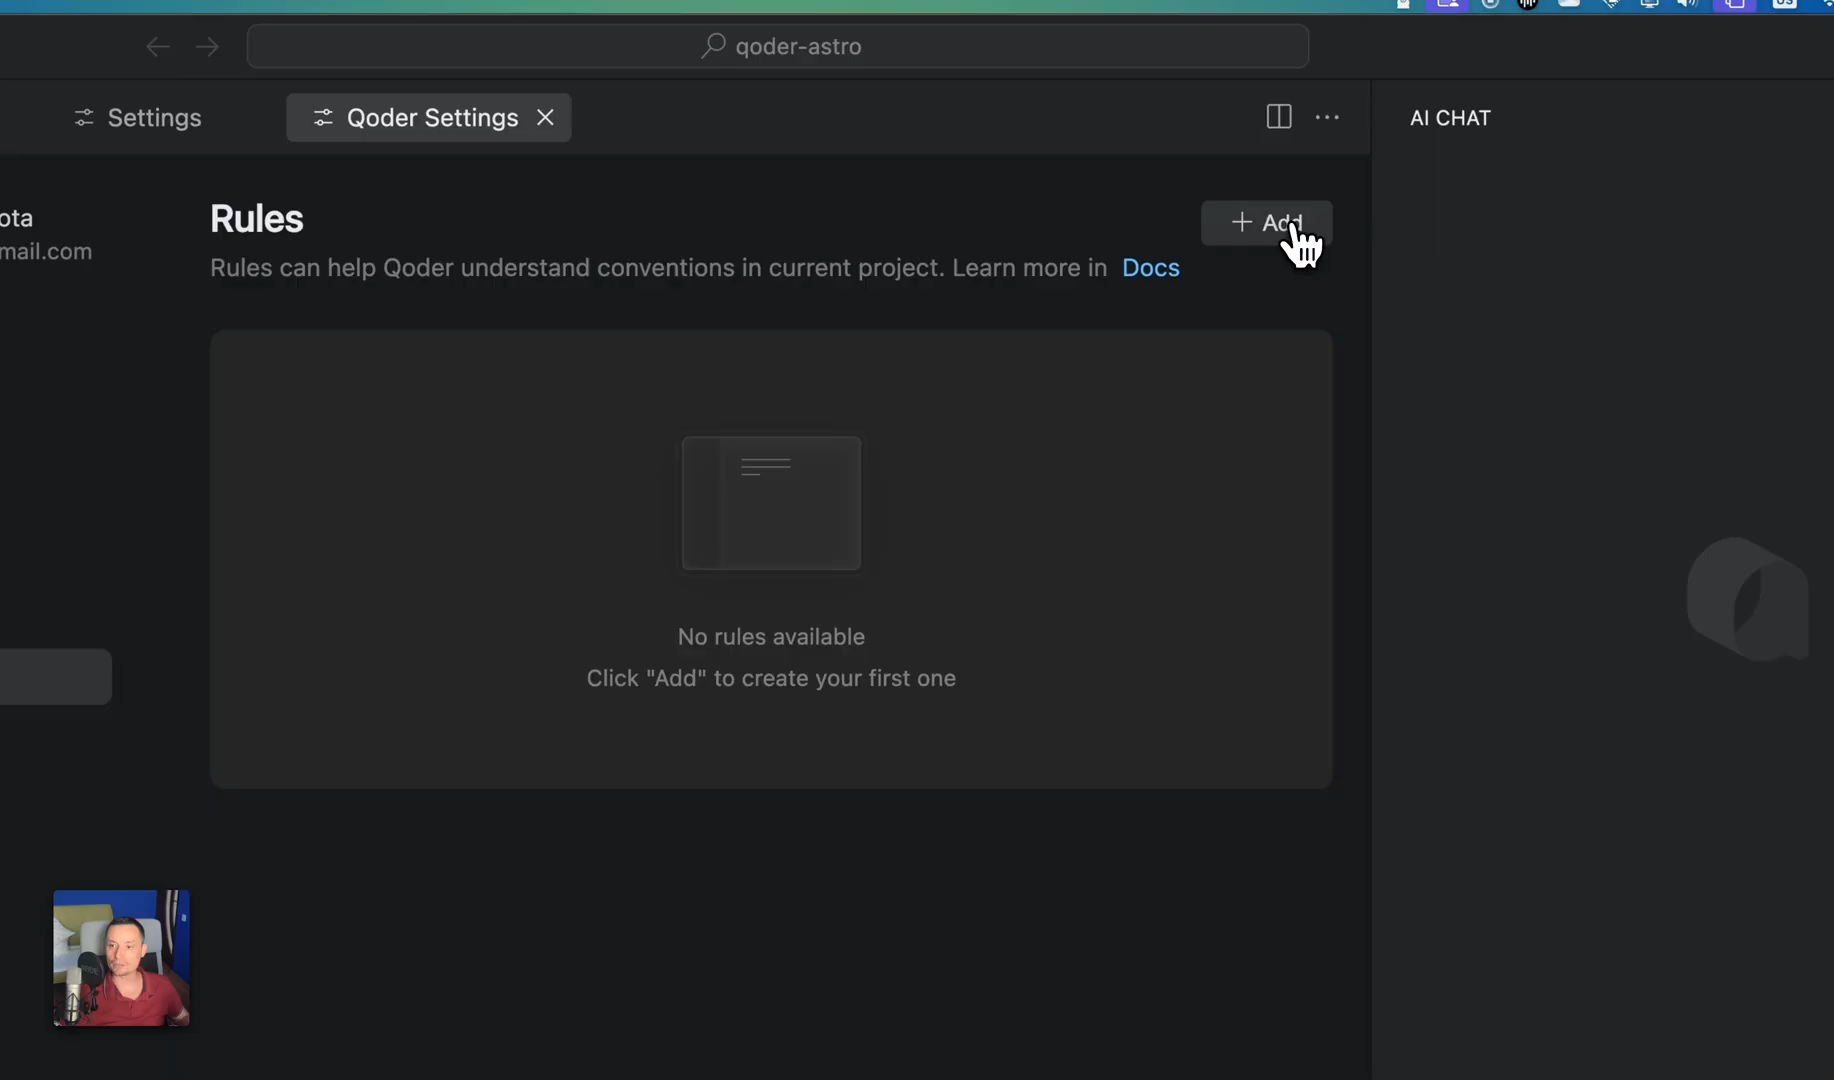 qoder-astro
Settings
Qoder Settings
AI CHAT
ota
mail.com
Rules
+ Add
Rules can help Qoder understand conventions in current project. Learn more in Docs
No rules available
Click "Add" to create your first one